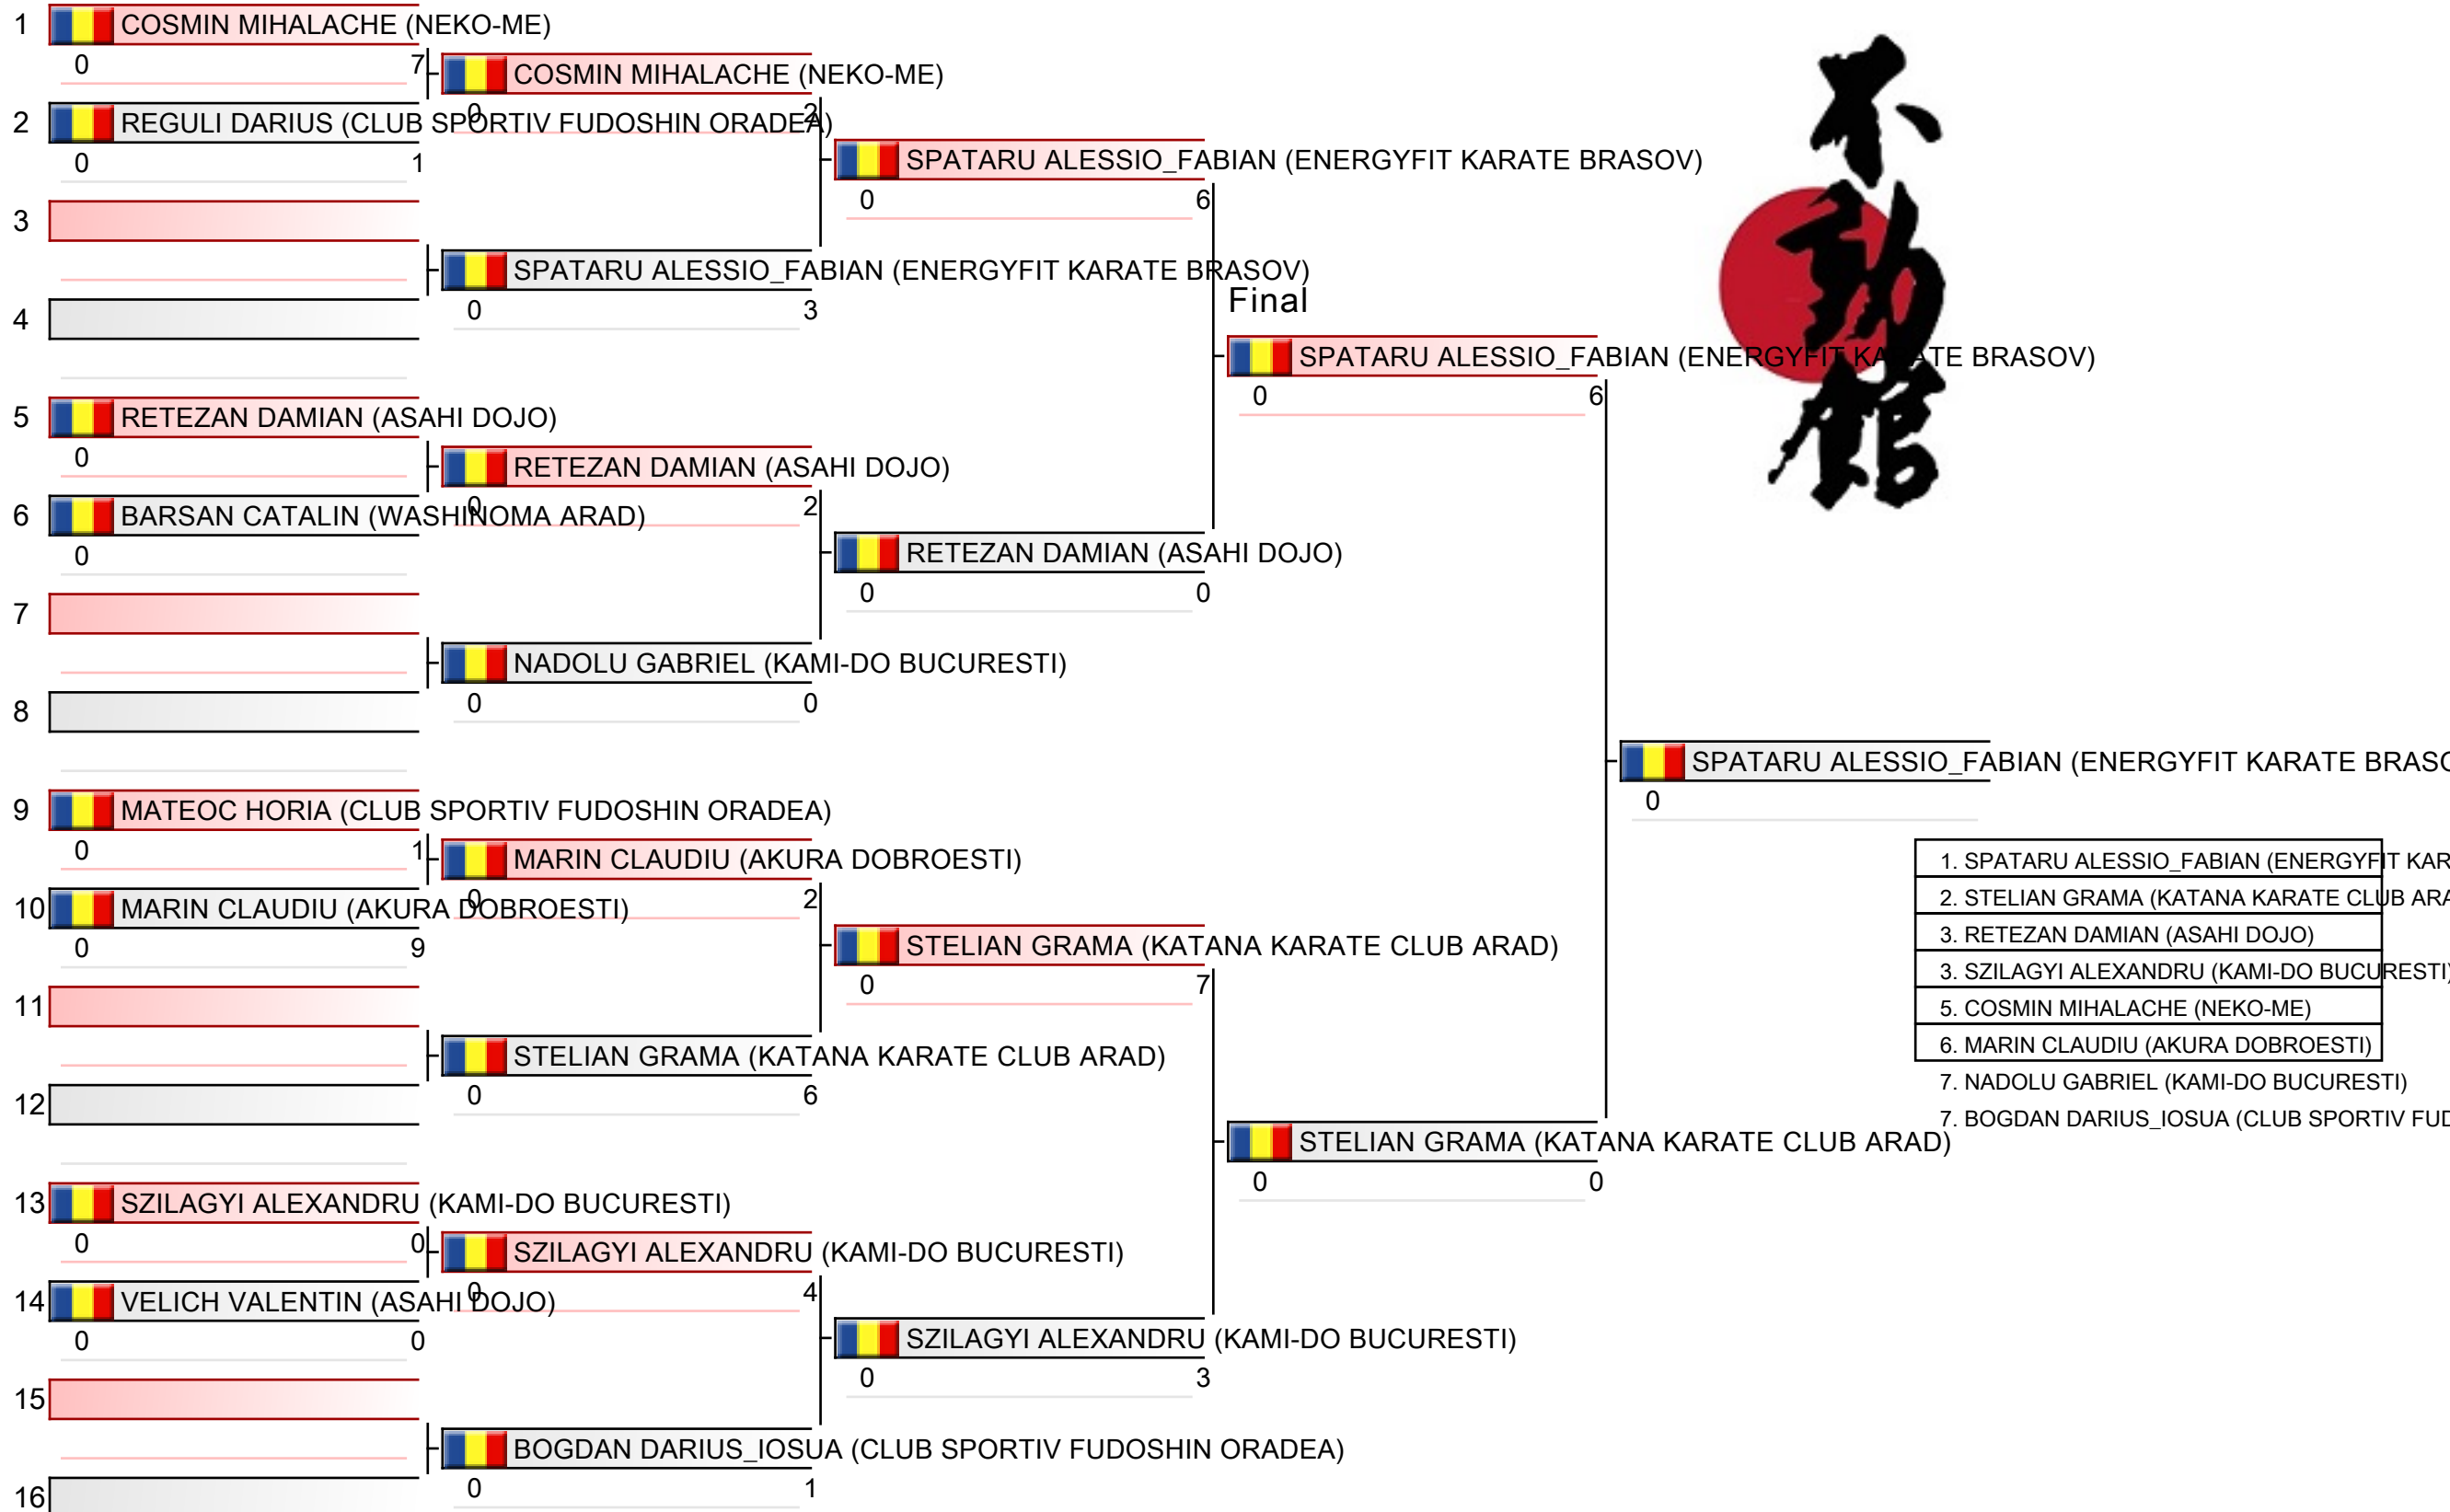 1 COSMIN MIHALACHE (NEKO-ME)
0 7
2 REGULI DARIUS (CLUB SPORTIV FUDOSHIN ORADEA)
0 1
3
4
5 RETEZAN DAMIAN (ASAHI DOJO)
0
6 BARSAN CATALIN (WASHINOMA ARAD)
0
7
8
9 MATEOC HORIA (CLUB SPORTIV FUDOSHIN ORADEA)
0 1
10 MARIN CLAUDIU (AKURA DOBROESTI)
0 9
11
12
13 SZILAGYI ALEXANDRU (KAMI-DO BUCURESTI)
0 0
14 VELICH VALENTIN (ASAHI DOJO)
0 0
15
16
COSMIN MIHALACHE (NEKO-ME)
0 2
SPATARU ALESSIO_FABIAN (ENERGYFIT KARATE BRASOV)
0 3
RETEZAN DAMIAN (ASAHI DOJO)
0 2
NADOLU GABRIEL (KAMI-DO BUCURESTI)
0 0
MARIN CLAUDIU (AKURA DOBROESTI)
0 2
STELIAN GRAMA (KATANA KARATE CLUB ARAD)
0 6
SZILAGYI ALEXANDRU (KAMI-DO BUCURESTI)
0 4
BOGDAN DARIUS_IOSUA (CLUB SPORTIV FUDOSHIN ORADEA)
0 1
SPATARU ALESSIO_FABIAN (ENERGYFIT KARATE BRASOV)
0 6
RETEZAN DAMIAN (ASAHI DOJO)
0 0
STELIAN GRAMA (KATANA KARATE CLUB ARAD)
0 7
SZILAGYI ALEXANDRU (KAMI-DO BUCURESTI)
0 3
Final
SPATARU ALESSIO_FABIAN (ENERGYFIT KARATE BRASOV)
0 6
STELIAN GRAMA (KATANA KARATE CLUB ARAD)
0 0
SPATARU ALESSIO_FABIAN (ENERGYFIT KARATE
0
1. SPATARU ALESSIO_FABIAN (ENERGYFIT
2. STELIAN GRAMA (KATANA KARATE CLUB
3. RETEZAN DAMIAN (ASAHI DOJO)
3. SZILAGYI ALEXANDRU (KAMI-DO BUCURESTI)
5. COSMIN MIHALACHE (NEKO-ME)
6. MARIN CLAUDIU (AKURA DOBROESTI)
7. NADOLU GABRIEL (KAMI-DO BUCURESTI)
7. BOGDAN DARIUS_IOSUA (CLUB SPORTIV
不動館